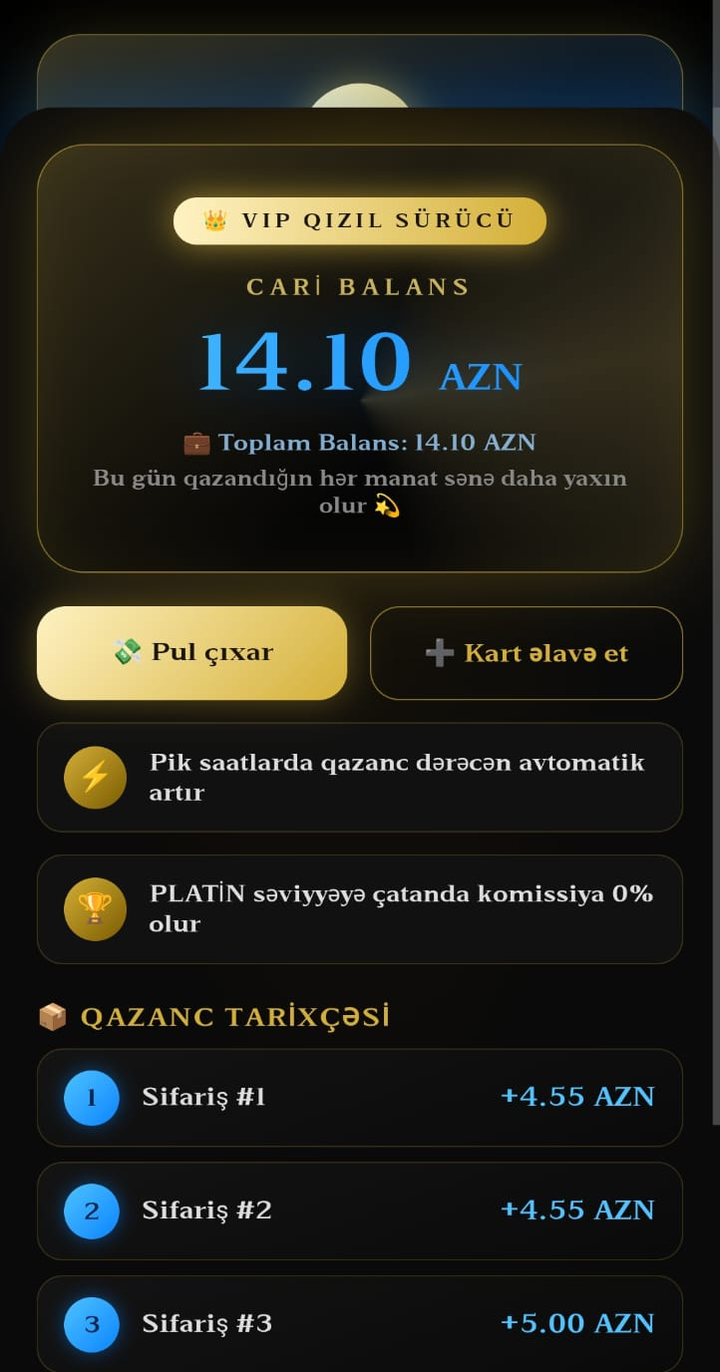 👑 VIP QIZIL SÜRÜCÜ
CARİ BALANS
14.10 AZN
💼 Toplam Balans: 14.10 AZN
Bu gün qazandığın hər manat sənə daha yaxın
olur 💫
💸 Pul çıxar
➕ Kart əlavə et
⚡ Pik saatlarda qazanc dərəcən avtomatik
artır
🏆 PLATİN səviyyəyə çatanda komissiya 0%
olur
📦 QAZANC TARİXÇƏSİ
1 Sifariş #1 +4.55 AZN
2 Sifariş #2 +4.55 AZN
3 Sifariş #3 +5.00 AZN